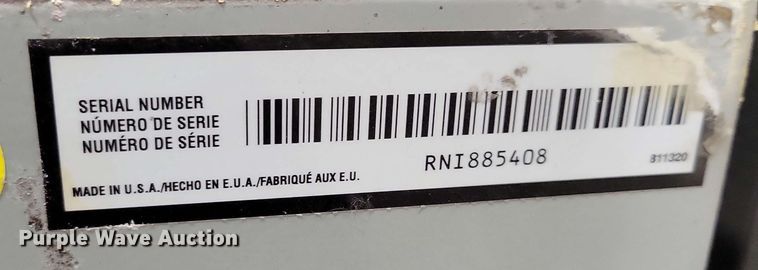 SERIAL NUMBER
NÚMERO DE SERIE
NUMÉRO DE SÉRIE
RNI885408
811320
MADE IN U.S.A./HECHO EN E.U.A./FABRIQUÉ AUX E.U.
Purple Wave Auction